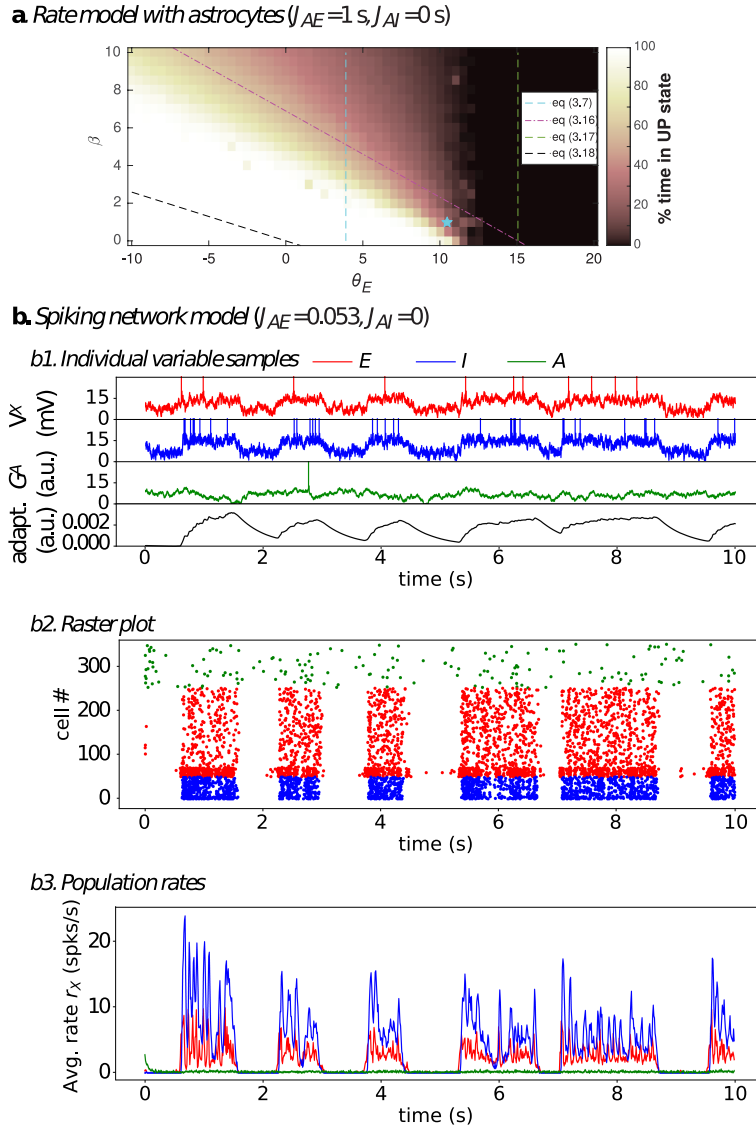 a. Rate model with astrocytes (J_AE=1 s, J_AI=0 s)
10
8
6
4
2
0
β
-10
-5
0
5
10
15
20
θ_E
eq (3.7)
eq (3.16)
eq (3.17)
eq (3.18)
100
80
60
40
20
0
% time in UP state
b. Spiking network model (J_AE=0.053, J_AI=0)
b1. Individual variable samples
E
I
A
V^X (mV)
15
0
15
0
G^A (a.u.)
15
0
adapt. (a.u.)
0.002
0.000
0
2
4
6
8
10
time (s)
b2. Raster plot
300
200
100
0
cell #
0
2
4
6
8
10
time (s)
b3. Population rates
20
10
0
Avg. rate r_X (spks/s)
0
2
4
6
8
10
time (s)